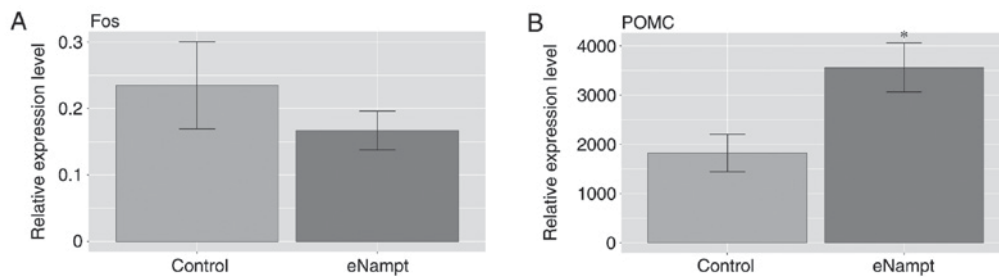 A
Fos
Relative expression level
0.3
0.2
0.1
0
Control
eNampt
B
POMC
Relative expression level
4000
3000
2000
1000
0
*
Control
eNampt